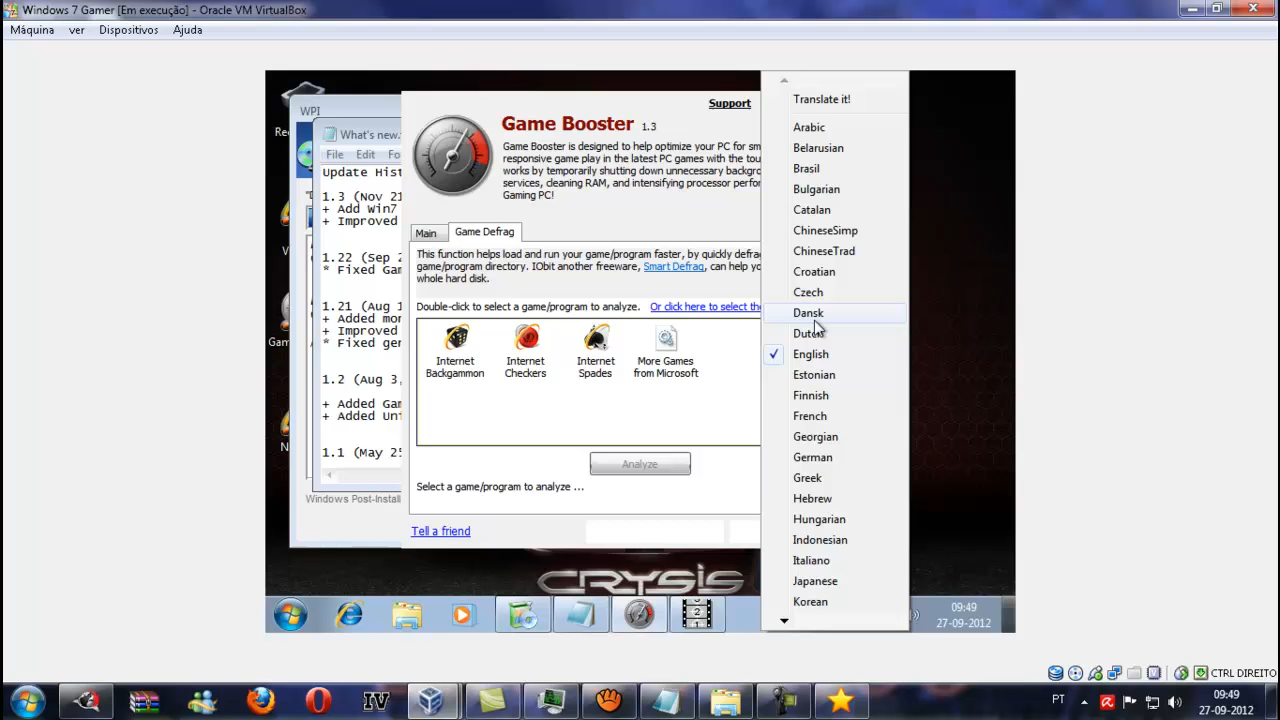 Windows 7 Gamer [Em execução] - Oracle VM VirtualBox
Máquina ver Dispositivos Ajuda
WPI
What's new.
File Edit Fo
Update Hist
1.3 (Nov 21
+ Add Win7
+ Improved
1.22 (Sep 2
* Fixed Gam
1.21 (Aug 1
+ Added mor
+ Improved
* Fixed ger
1.2 (Aug 3,
+ Added Gam
+ Added Un
1.1 (May 25
Windows Post-Install
Support
Game Booster 1.3
Game Booster is designed to help optimize your PC for sm
responsive game play in the latest PC games with the tou
works by temporarily shutting down unnecessary backgro
services, cleaning RAM, and intensifying processor perfor
Gaming PC!
Main Game Defrag
This function helps load and run your game/program faster, by quickly defrag
game/program directory. IObit another freeware, Smart Defrag, can help yo
whole hard disk.
Double-click to select a game/program to analyze. Or click here to select the
Internet Backgammon
Internet Checkers
Internet Spades
More Games from Microsoft
Analyze
Select a game/program to analyze ...
Tell a friend
Translate it!
Arabic
Belarusian
Brasil
Bulgarian
Catalan
ChineseSimp
ChineseTrad
Croatian
Czech
Dansk
English
Estonian
Finnish
French
Georgian
German
Greek
Hebrew
Hungarian
Indonesian
Italiano
Japanese
Korean
CRYSIS
09:49
27-09-2012
CTRL DIREITO
IV
PT
09:49
27-09-2012